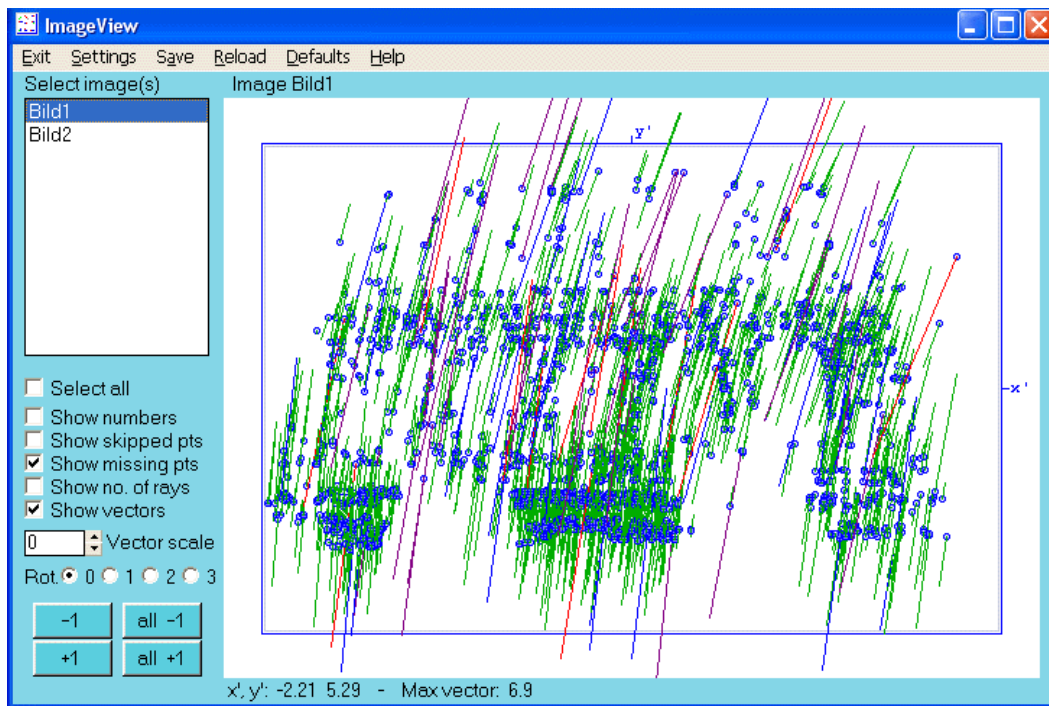 ImageView
Exit Settings Save Reload Defaults Help
Select image(s)
Image Bild1
Bild1
Bild2
y'
x'
Select all
Show numbers
Show skipped pts
Show missing pts
Show no. of rays
Show vectors
0 Vector scale
Rot. 0 1 2 3
-1 all -1
+1 all +1
x', y': -2.21 5.29 - Max vector: 6.9